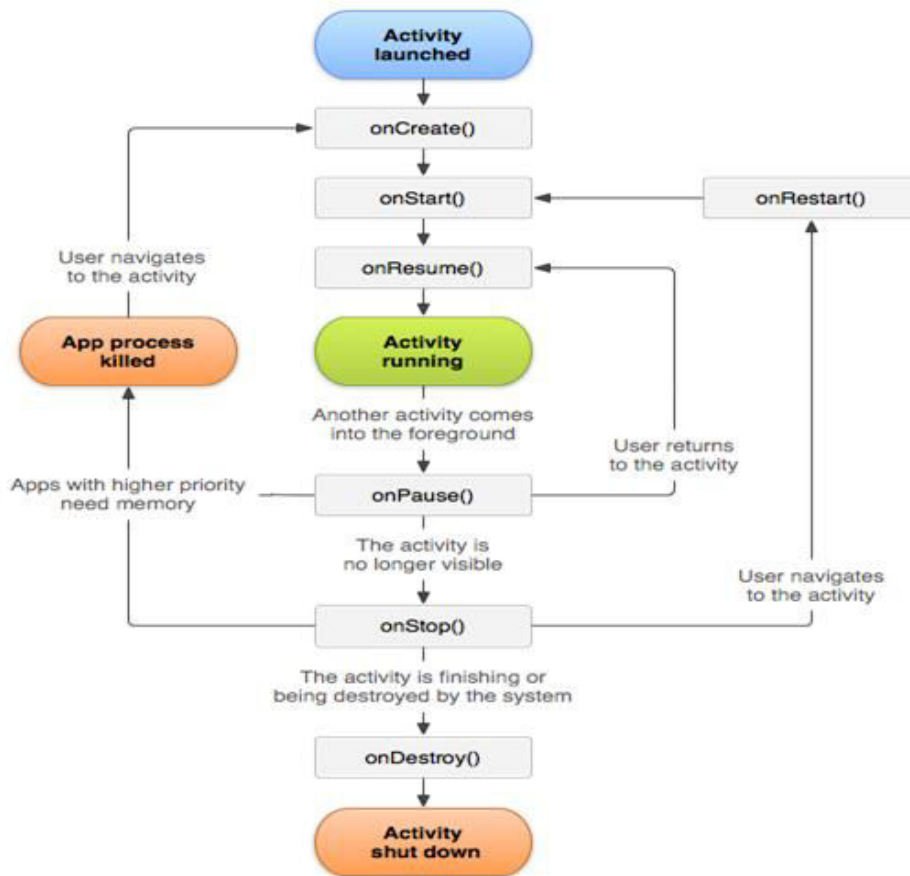 Activity
launched
onCreate()
onStart()
onRestart()
User navigates
to the activity
onResume()
App process
killed
Activity
running
Another activity comes
into the foreground
User returns
to the activity
Apps with higher priority
need memory
onPause()
The activity is
no longer visible
User navigates
to the activity
onStop()
The activity is finishing or
being destroyed by the system
onDestroy()
Activity
shut down